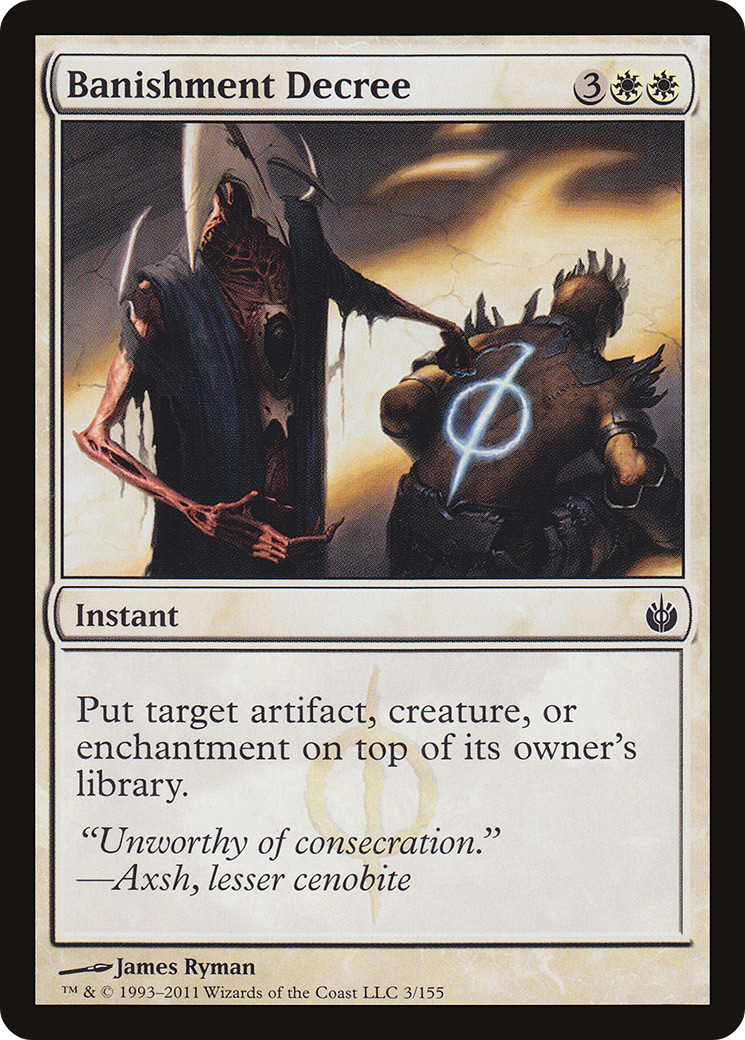 Banishment Decree 3
Instant
Put target artifact, creature, or
enchantment on top of its owner's
library.
"Unworthy of consecration."
—Axsh, lesser cenobite
James Ryman
™ & © 1993–2011 Wizards of the Coast LLC 3/155